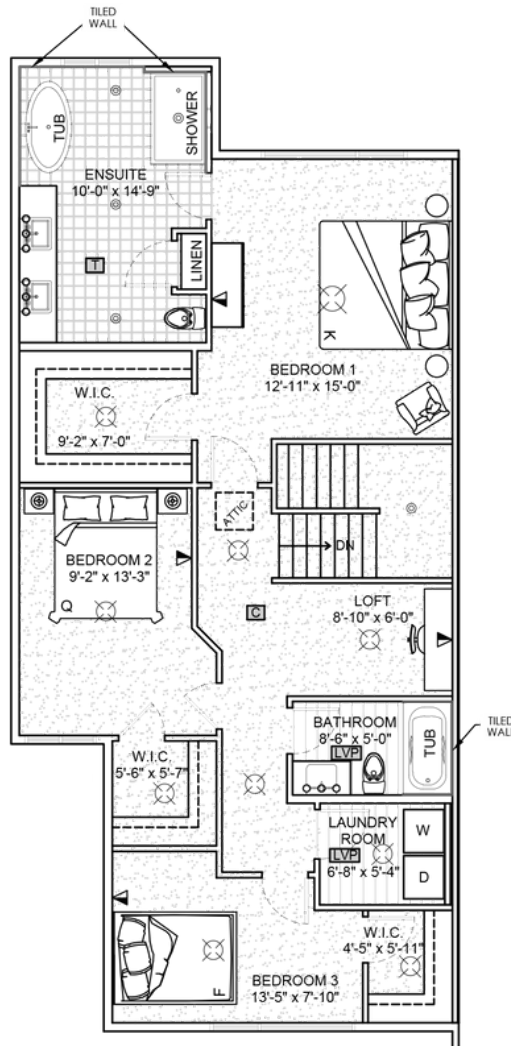 TILED
WALL
TUB
SHOWER
ENSUITE
10'-0" x 14'-9"
T
LINEN
K
BEDROOM 1
12'-11" x 15'-0"
W.I.C.
9'-2" x 7'-0"
ATTIC
BEDROOM 2
9'-2" x 13'-3"
DN
Q
C
LOFT
8'-10" x 6'-0"
BATHROOM
8'-6" x 5'-0"
LVP
TUB
TILED
WALL
W.I.C.
5'-6" x 5'-7"
LAUNDRY
ROOM
LVP
6'-8" x 5'-4"
W
D
W.I.C.
4'-5" x 5'-11"
F
BEDROOM 3
13'-5" x 7'-10"